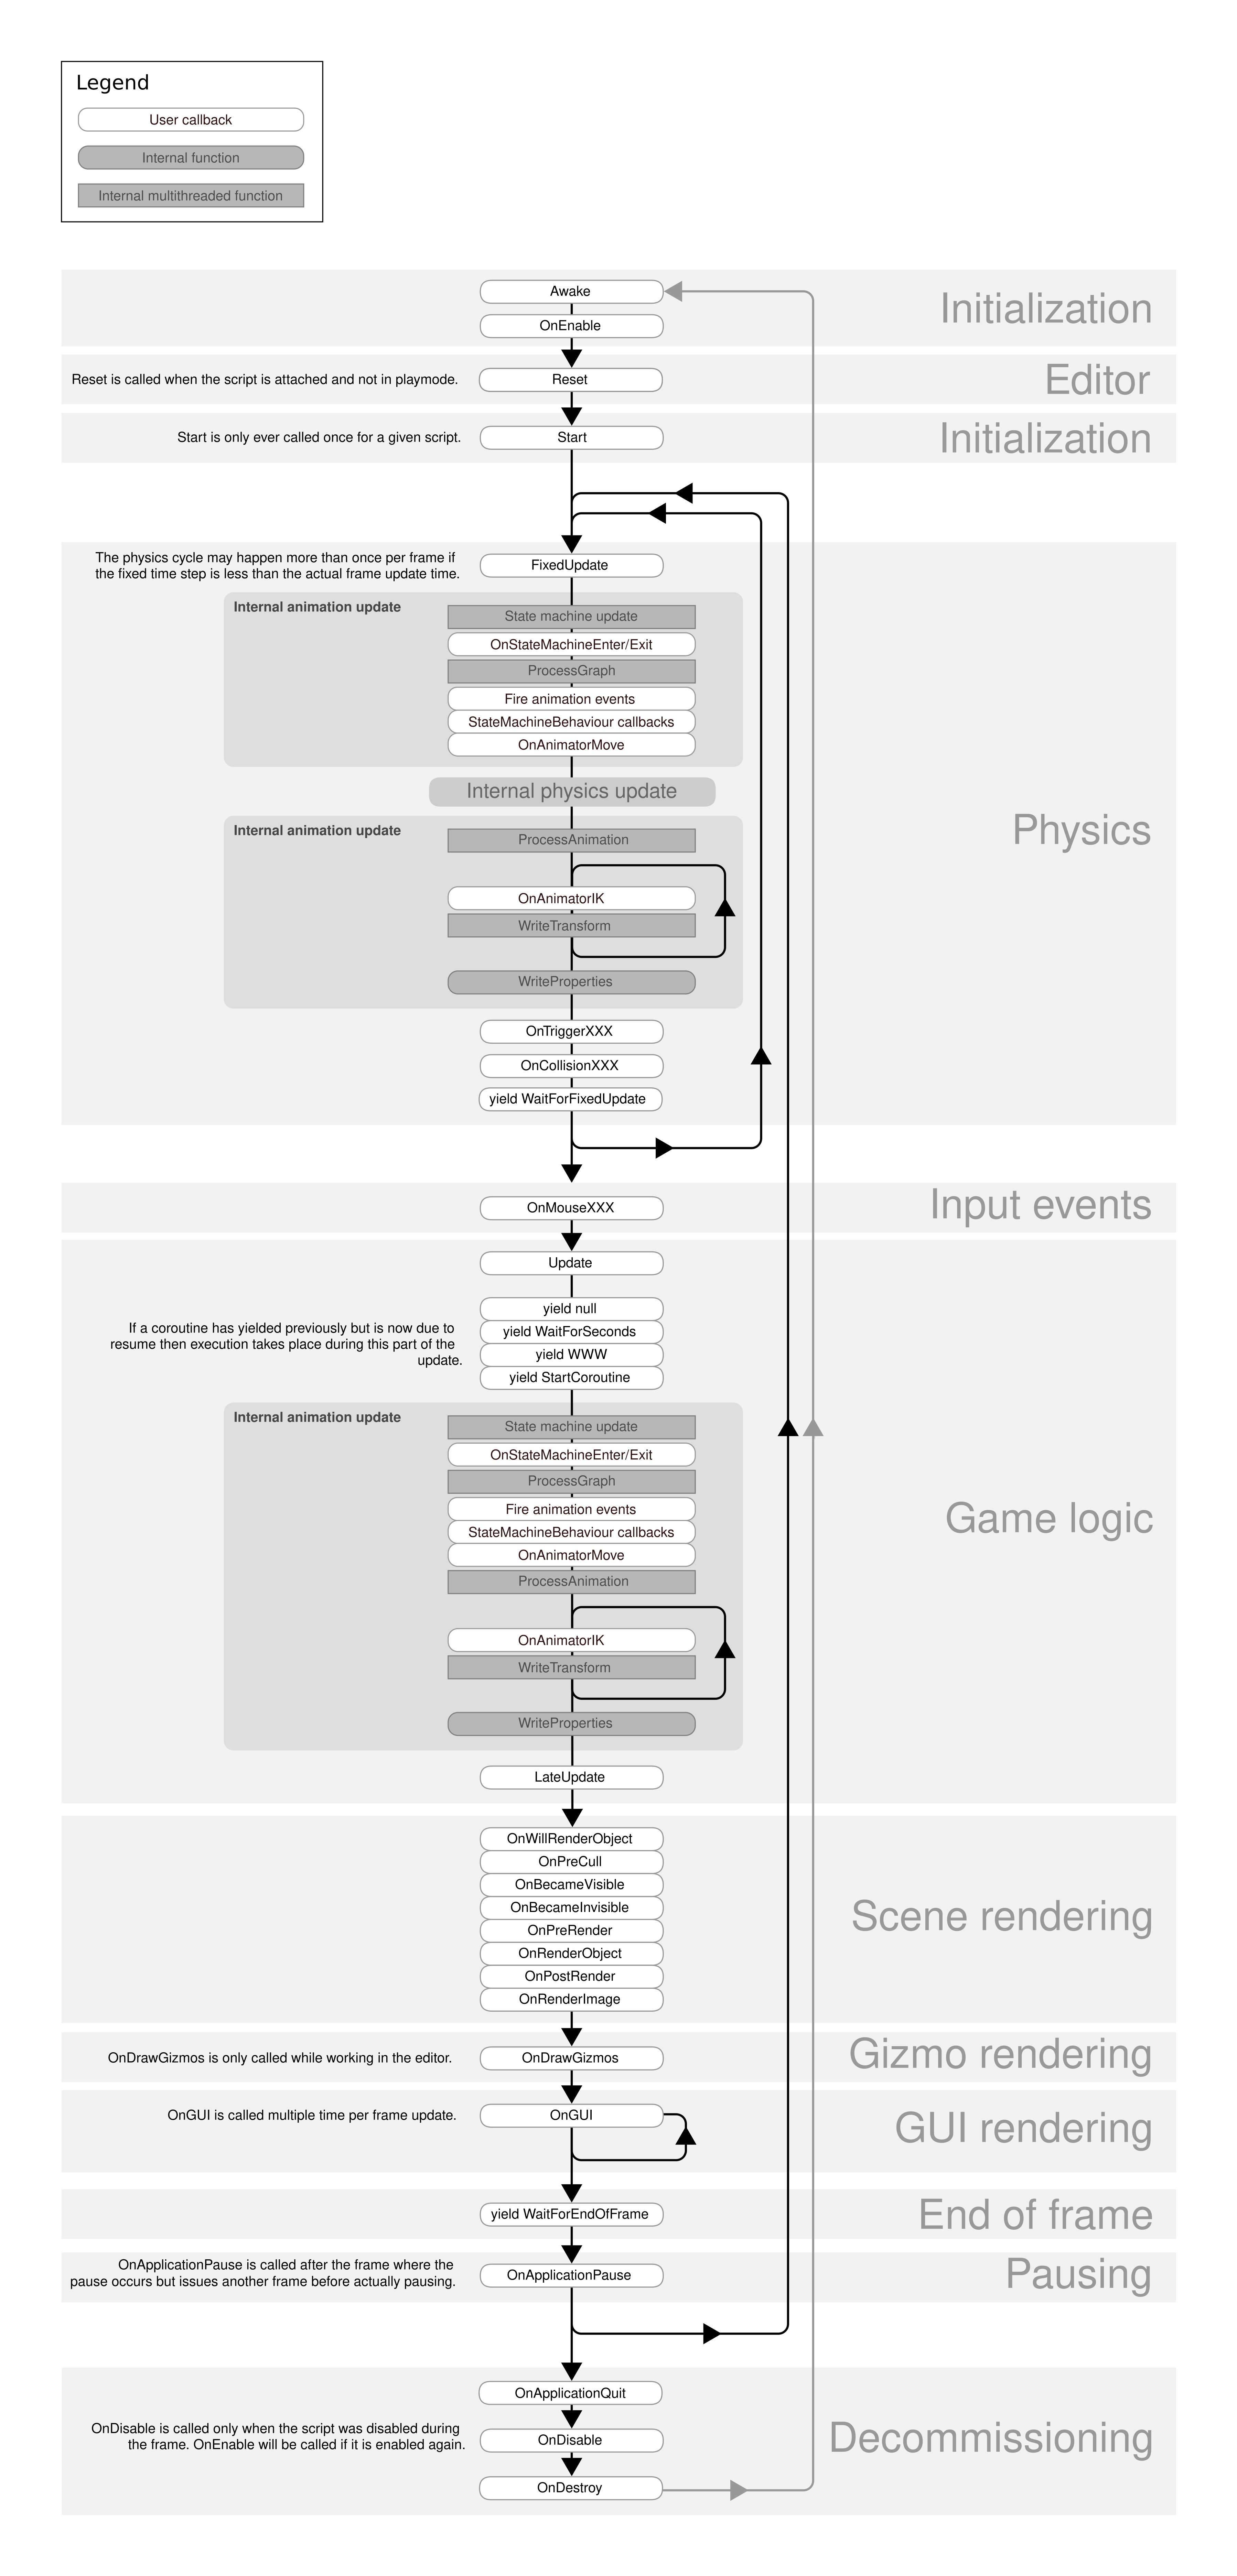 Legend
User callback
Internal function
Internal multithreaded function
Awake
Initialization
OnEnable
Reset is called when the script is attached and not in playmode.
Reset
Editor
Start is only ever called once for a given script.
Start
Initialization
The physics cycle may happen more than once per frame if
the fixed time step is less than the actual frame update time.
FixedUpdate
Internal animation update
State machine update
OnStateMachineEnter/Exit
ProcessGraph
Fire animation events
StateMachineBehaviour callbacks
OnAnimatorMove
Internal physics update
Physics
Internal animation update
ProcessAnimation
OnAnimatorIK
WriteTransform
WriteProperties
OnTriggerXXX
OnCollisionXXX
yield WaitForFixedUpdate
OnMouseXXX
Input events
Update
yield null
If a coroutine has yielded previously but is now due to
resume then execution takes place during this part of the
update.
yield WaitForSeconds
yield WWW
yield StartCoroutine
Internal animation update
State machine update
OnStateMachineEnter/Exit
ProcessGraph
Fire animation events
StateMachineBehaviour callbacks
Game logic
OnAnimatorMove
ProcessAnimation
OnAnimatorIK
WriteTransform
WriteProperties
LateUpdate
OnWillRenderObject
OnPreCull
OnBecameVisible
OnBecameInvisible
Scene rendering
OnPreRender
OnRenderObject
OnPostRender
OnRenderImage
OnDrawGizmos is only called while working in the editor.
OnDrawGizmos
Gizmo rendering
OnGUI is called multiple time per frame update.
OnGUI
GUI rendering
yield WaitForEndOfFrame
End of frame
OnApplicationPause is called after the frame where the
pause occurs but issues another frame before actually pausing.
OnApplicationPause
Pausing
OnApplicationQuit
OnDisable is called only when the script was disabled during
the frame. OnEnable will be called if it is enabled again.
OnDisable
Decommissioning
OnDestroy